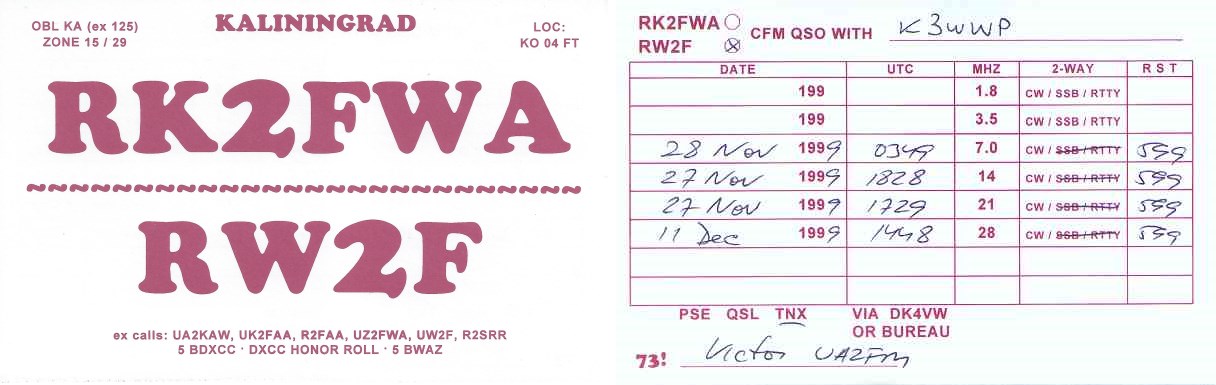 OBL KA (ex 125)
ZONE 15 / 29
KALININGRAD
LOC:
KO 04 FT
RK2FWA
RW2F
ex calls: UA2KAW, UK2FAA, R2FAA, UZ2FWA, UW2F, R2SRR
5 BDXCC · DXCC HONOR ROLL · 5 BWAZ
RK2FWA
RW2F
CFM QSO WITH K3WWP
DATE UTC MHZ 2-WAY R S T
199 1.8 CW / SSB / RTTY
199 3.5 CW / SSB / RTTY
28 Nov 1999 0349 7.0 CW / SSB / RTTY 599
27 Nov 1999 1828 14 CW / SSB / RTTY 599
27 Nov 1999 1729 21 CW / SSB / RTTY 599
11 Dec 1999 1448 28 CW / SSB / RTTY 599
PSE QSL TNX VIA DK4VW
OR BUREAU
73! Victor UA2FM